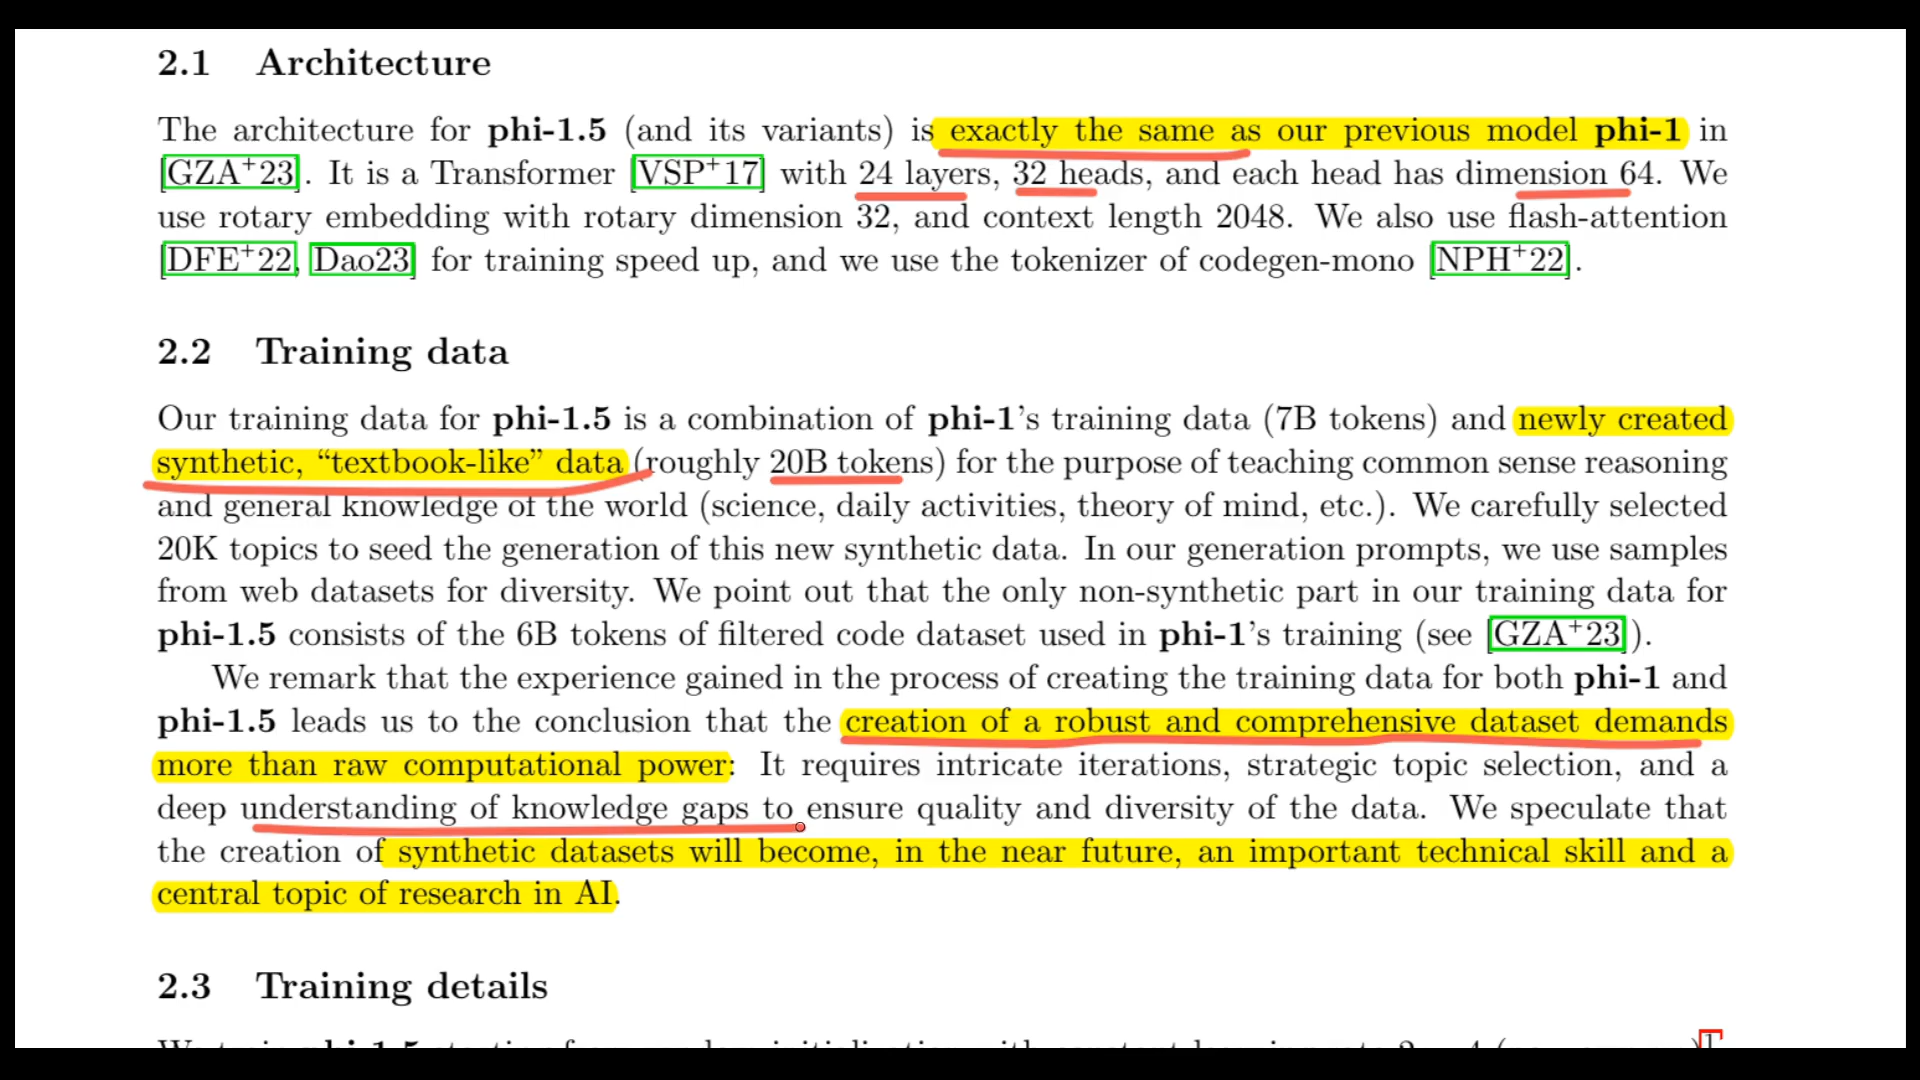 2.1 Architecture
The architecture for phi-1.5 (and its variants) is exactly the same as our previous model phi-1 in
[GZA+23]. It is a Transformer [VSP+17] with 24 layers, 32 heads, and each head has dimension 64. We
use rotary embedding with rotary dimension 32, and context length 2048. We also use flash-attention
[DFE+22, Dao23] for training speed up, and we use the tokenizer of codegen-mono [NPH+22].
2.2 Training data
Our training data for phi-1.5 is a combination of phi-1's training data (7B tokens) and newly created
synthetic, “textbook-like” data (roughly 20B tokens) for the purpose of teaching common sense reasoning
and general knowledge of the world (science, daily activities, theory of mind, etc.). We carefully selected
20K topics to seed the generation of this new synthetic data. In our generation prompts, we use samples
from web datasets for diversity. We point out that the only non-synthetic part in our training data for
phi-1.5 consists of the 6B tokens of filtered code dataset used in phi-1's training (see [GZA+23]).
We remark that the experience gained in the process of creating the training data for both phi-1 and
phi-1.5 leads us to the conclusion that the creation of a robust and comprehensive dataset demands
more than raw computational power: It requires intricate iterations, strategic topic selection, and a
deep understanding of knowledge gaps to ensure quality and diversity of the data. We speculate that
the creation of synthetic datasets will become, in the near future, an important technical skill and a
central topic of research in AI.
2.3 Training details